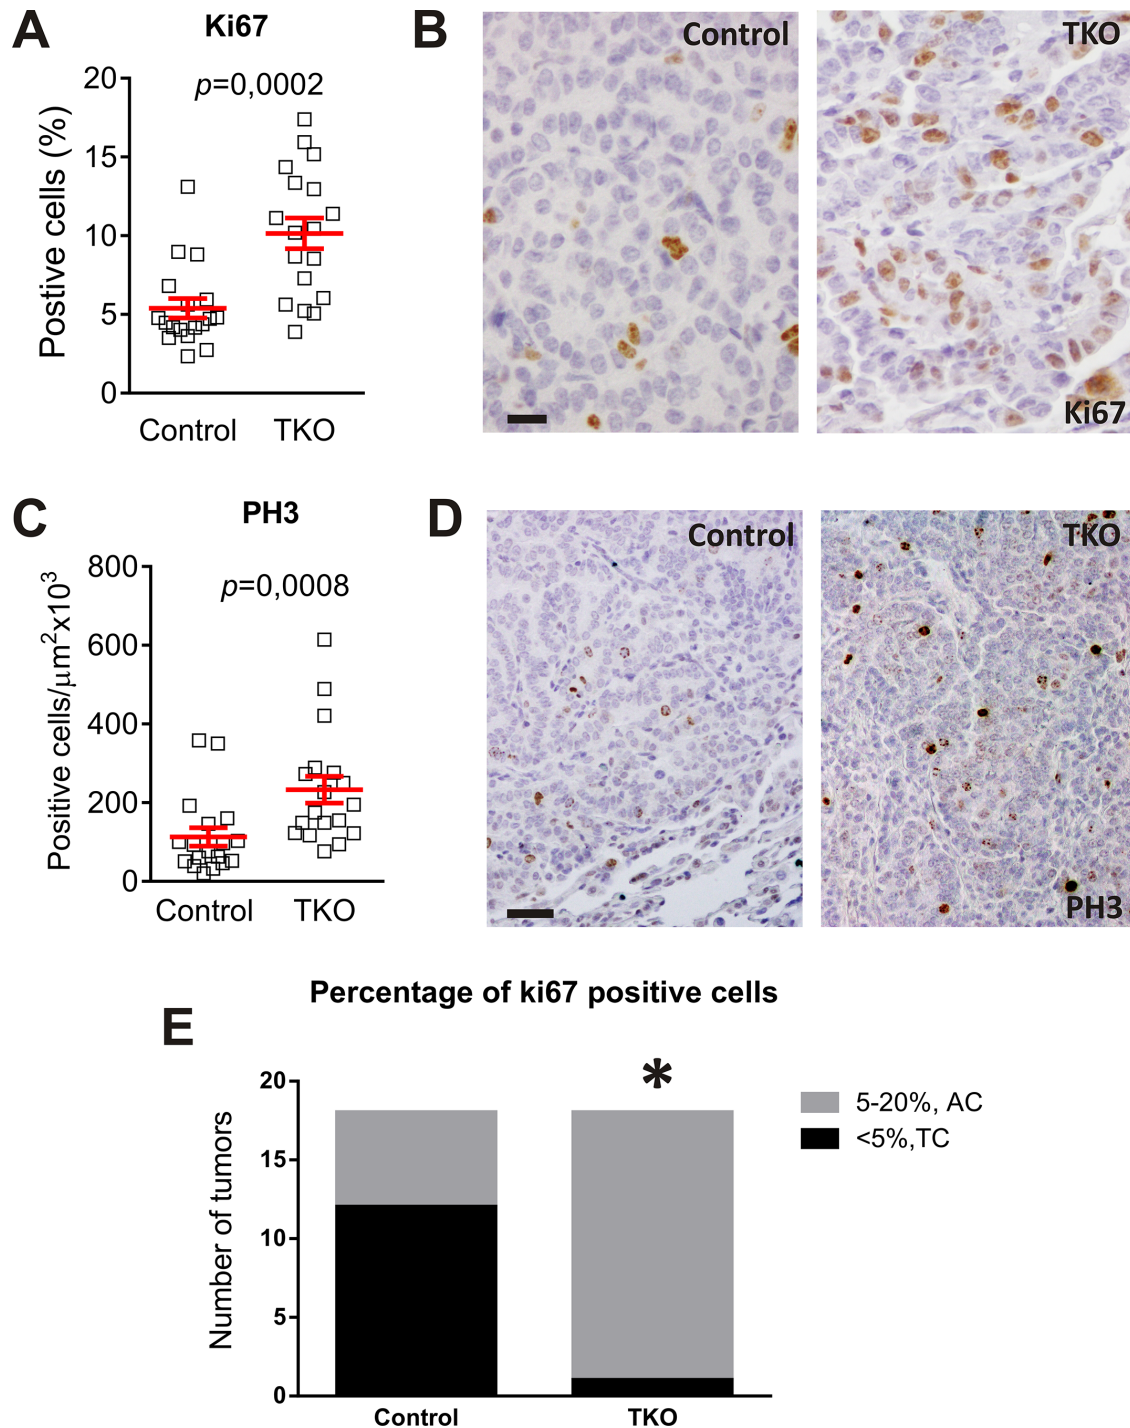 A
Ki67
Postive cells (%)
20
15
10
5
0
p=0,0002
Control
TKO
B
Control
TKO
Ki67
C
PH3
Positive cells/μm²x10³
800
600
400
200
0
p=0,0008
Control
TKO
D
Control
TKO
PH3
Percentage of ki67 positive cells
E
Number of tumors
20
15
10
5
0
*
Control
TKO
5-20%, AC
<5%,TC